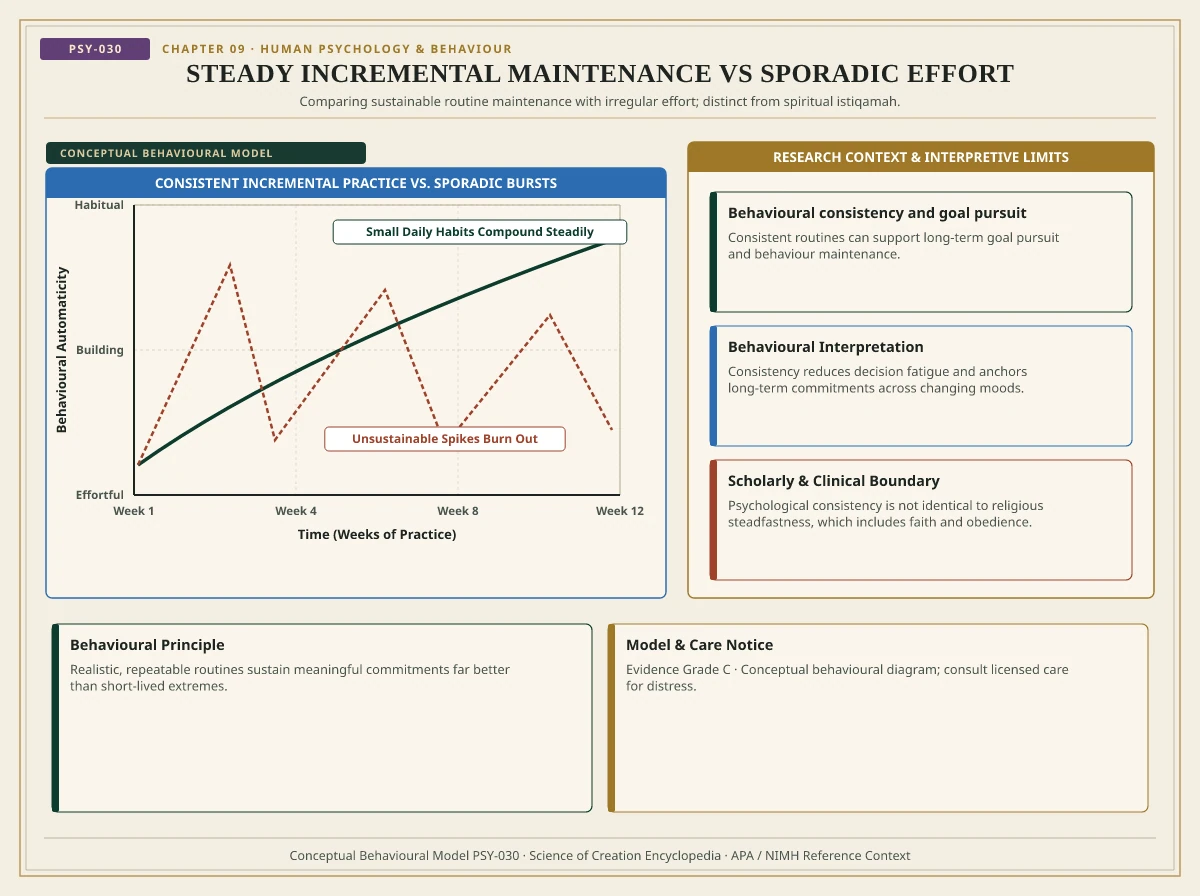 PSY-030
CHAPTER 09 · HUMAN PSYCHOLOGY & BEHAVIOUR
STEADY INCREMENTAL MAINTENANCE VS SPORADIC EFFORT
Comparing sustainable routine maintenance with irregular effort; distinct from spiritual istiqamah.
CONCEPTUAL BEHAVIOURAL MODEL
CONSISTENT INCREMENTAL PRACTICE VS. SPORADIC BURSTS
Habitual
Small Daily Habits Compound Steadily
Behavioural Automaticity
Building
Unsustainable Spikes Burn Out
Effortful
Week 1
Week 4
Week 8
Week 12
Time (Weeks of Practice)
RESEARCH CONTEXT & INTERPRETIVE LIMITS
Behavioural consistency and goal pursuit
Consistent routines can support long-term goal pursuit
and behaviour maintenance.
Behavioural Interpretation
Consistency reduces decision fatigue and anchors
long-term commitments across changing moods.
Scholarly & Clinical Boundary
Psychological consistency is not identical to religious
steadfastness, which includes faith and obedience.
Behavioural Principle
Realistic, repeatable routines sustain meaningful commitments far better
than short-lived extremes.
Model & Care Notice
Evidence Grade C · Conceptual behavioural diagram; consult licensed care
for distress.
Conceptual Behavioural Model PSY-030 · Science of Creation Encyclopedia · APA / NIMH Reference Context